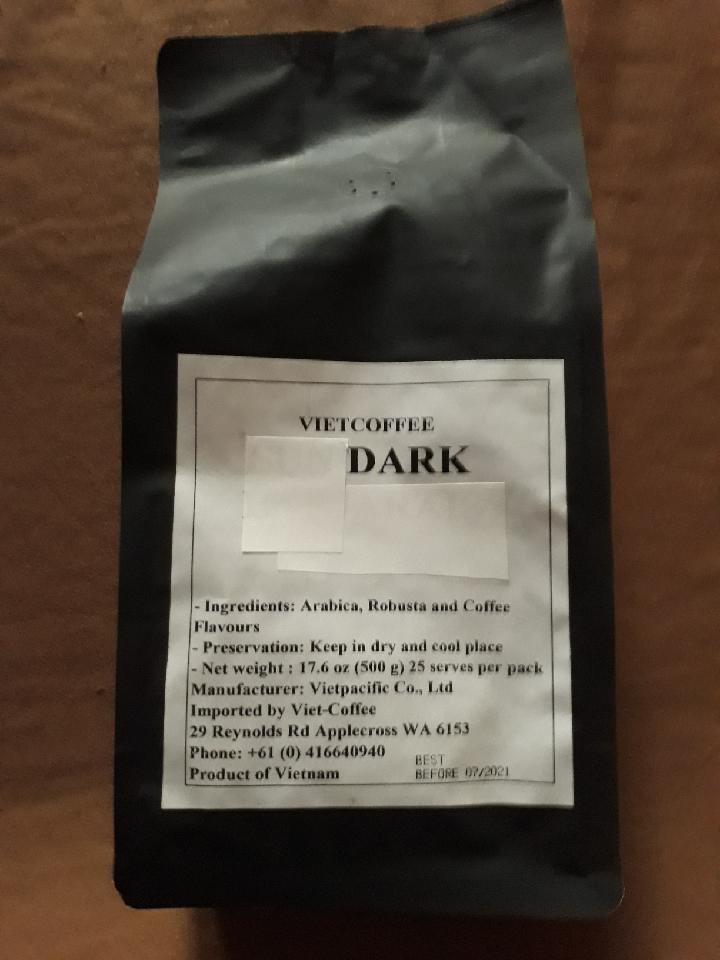 VIETCOFFEE
DARK
- Ingredients: Arabica, Robusta and Coffee
Flavours
- Preservation: Keep in dry and cool place
- Net weight : 17.6 oz (500 g) 25 serves per pack
Manufacturer: Vietpacific Co., Ltd
Imported by Viet-Coffee
29 Reynolds Rd Applecross WA 6153
Phone: +61 (0) 416640940
Product of Vietnam
BEST
BEFORE 07/2021